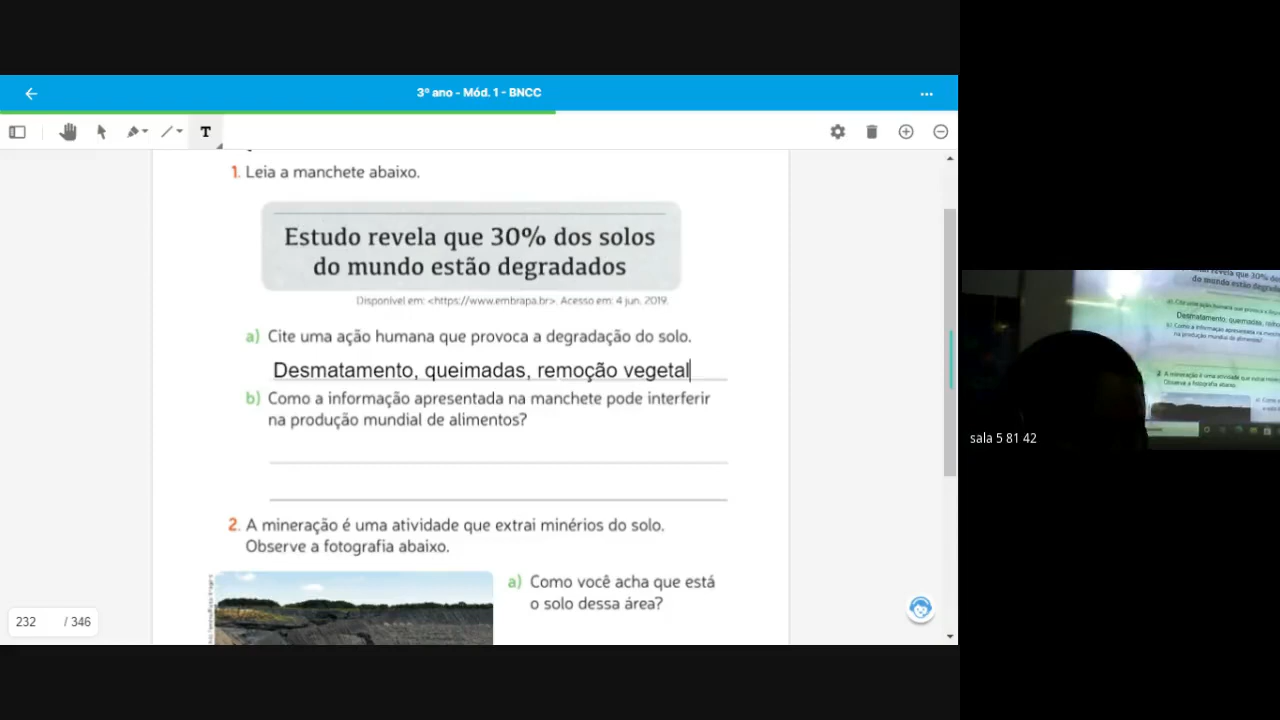 3º ano - Mód. 1 - BNCC
T
1. Leia a manchete abaixo.
Estudo revela que 30% dos solos
do mundo estão degradados
Disponível em: <https://www.embrapa.br>. Acesso em: 4 jun. 2019.
a) Cite uma ação humana que provoca a degradação do solo.
Desmatamento, queimadas, remoção vegetal
b) Como a informação apresentada na manchete pode interferir
na produção mundial de alimentos?
2. A mineração é uma atividade que extrai minérios do solo.
Observe a fotografia abaixo.
a) Como você acha que está
o solo dessa área?
232 / 346
sala 5 81 42